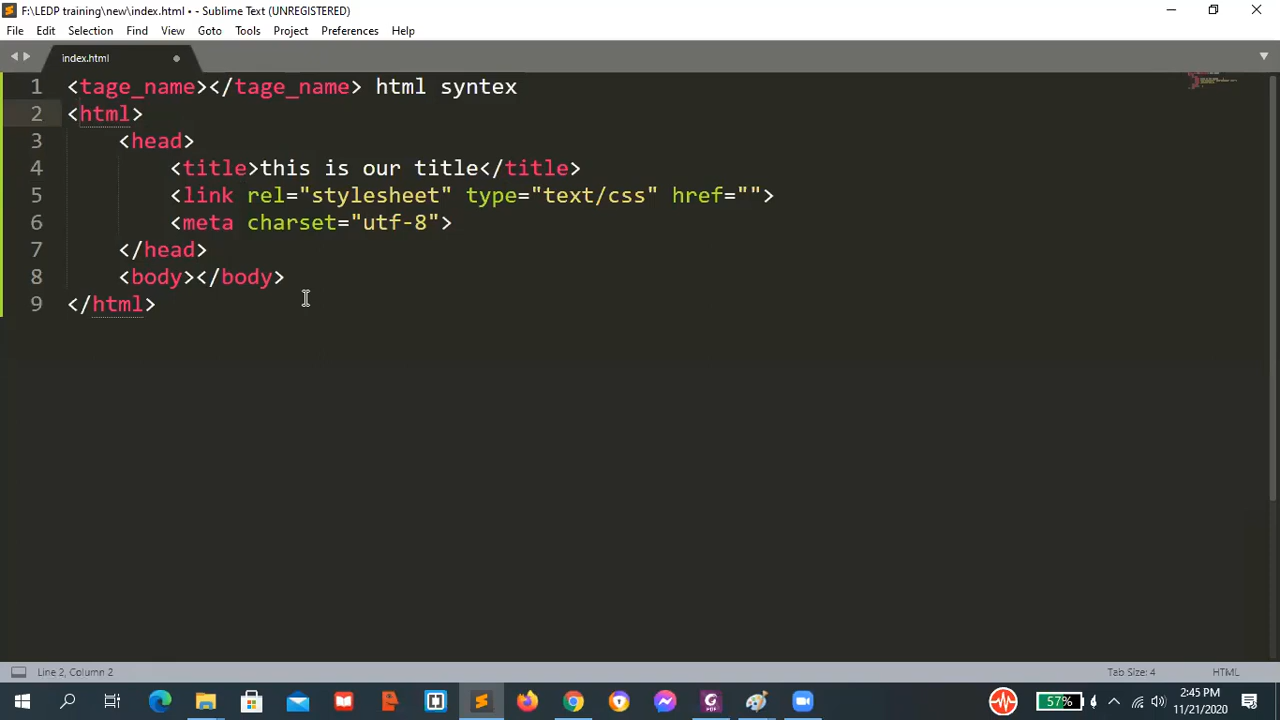 F:\LEDP training\new\index.html • - Sublime Text (UNREGISTERED)
File Edit Selection Find View Goto Tools Project Preferences Help
index.html
1 <tage_name></tage_name> html syntex
2 <html>
3 <head>
4 <title>this is our title</title>
5 <link rel="stylesheet" type="text/css" href="">
6 <meta charset="utf-8">
7 </head>
8 <body></body>
9 </html>
Line 2, Column 2 Tab Size: 4 HTML
57% 2:45 PM
11/21/2020